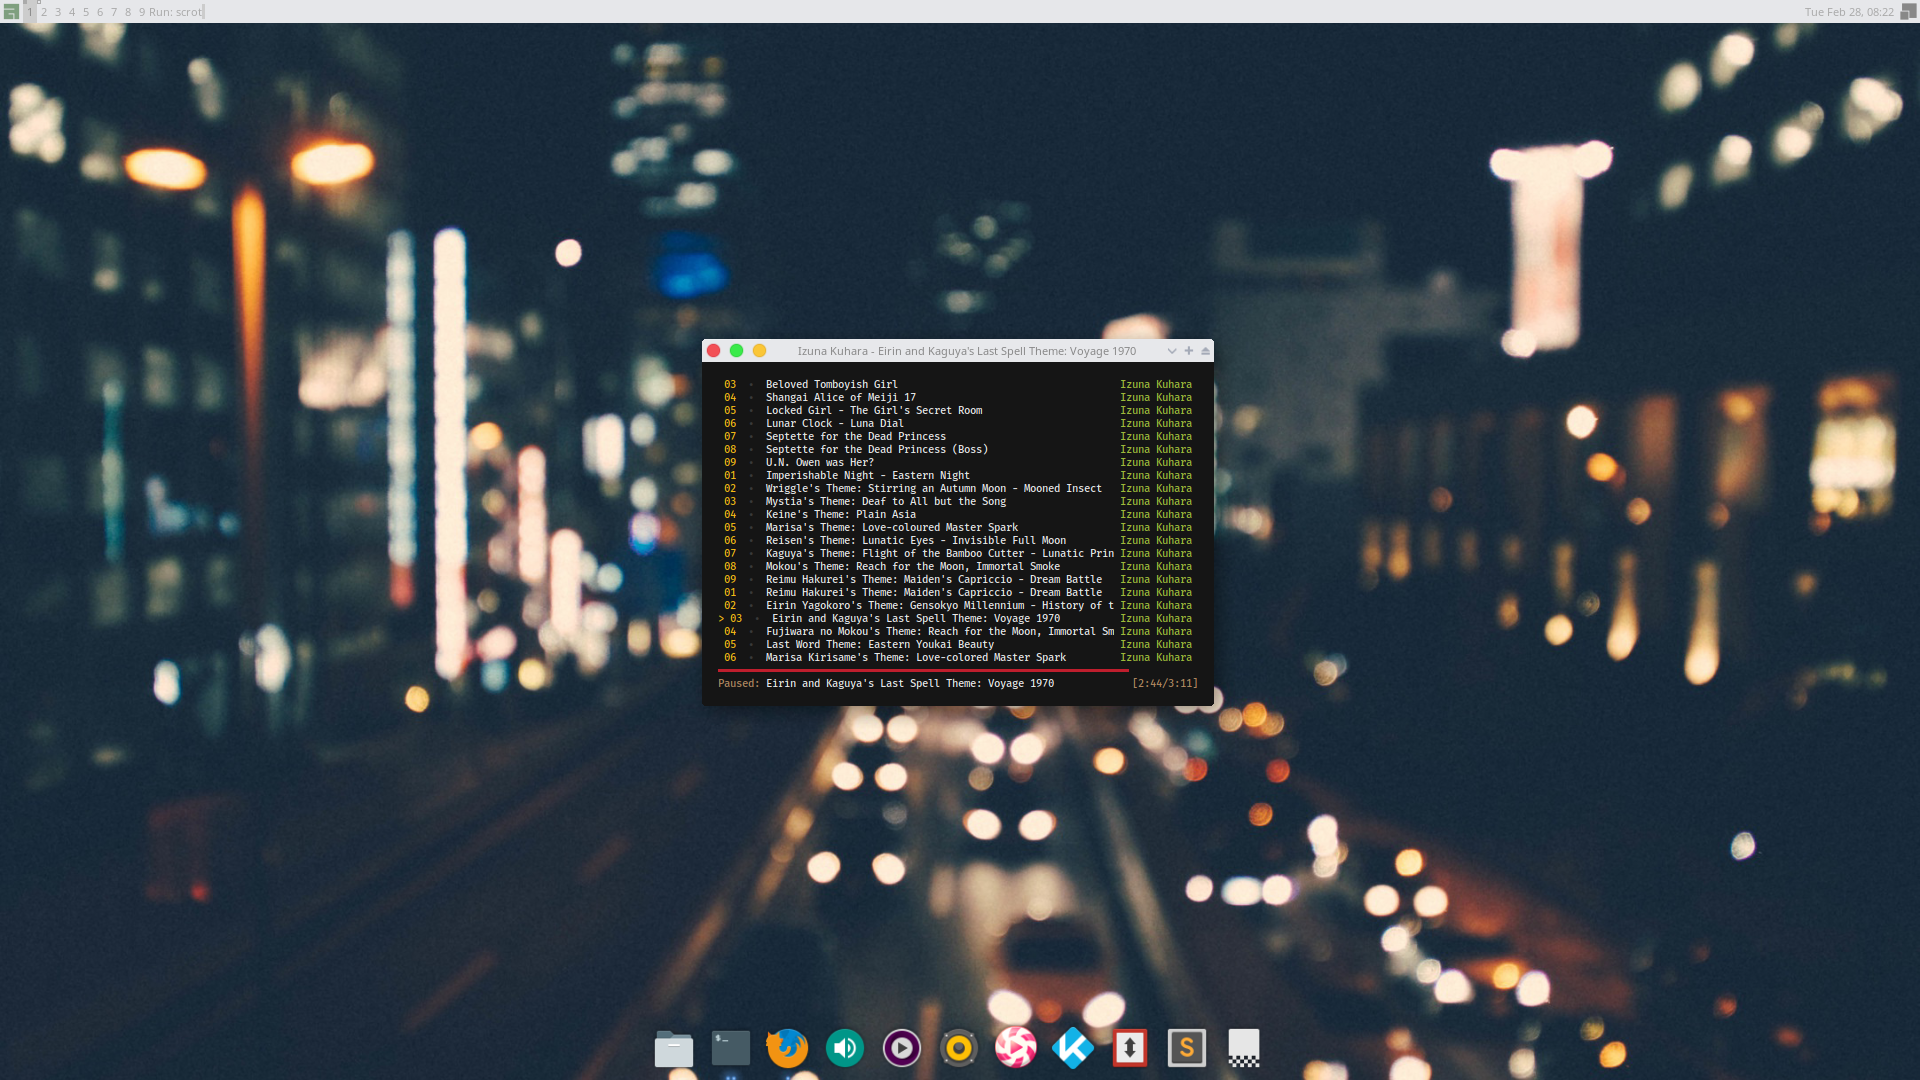 1 2 3 4 5 6 7 8 9 Run: scrot
Tue Feb 28, 08:22
Izuna Kuhara - Eirin and Kaguya's Last Spell Theme: Voyage 1970
03 Beloved Tomboyish Girl Izuna Kuhara
04 Shangai Alice of Meiji 17 Izuna Kuhara
05 Locked Girl - The Girl's Secret Room Izuna Kuhara
06 Lunar Clock - Luna Dial Izuna Kuhara
07 Septette for the Dead Princess Izuna Kuhara
08 Septette for the Dead Princess (Boss) Izuna Kuhara
09 U.N. Owen was Her? Izuna Kuhara
01 Imperishable Night - Eastern Night Izuna Kuhara
02 Wriggle's Theme: Stirring an Autumn Moon - Mooned Insect Izuna Kuhara
03 Mystia's Theme: Deaf to All but the Song Izuna Kuhara
04 Keine's Theme: Plain Asia Izuna Kuhara
05 Marisa's Theme: Love-coloured Master Spark Izuna Kuhara
06 Reisen's Theme: Lunatic Eyes - Invisible Full Moon Izuna Kuhara
07 Kaguya's Theme: Flight of the Bamboo Cutter - Lunatic Prin Izuna Kuhara
08 Mokou's Theme: Reach for the Moon, Immortal Smoke Izuna Kuhara
09 Reimu Hakurei's Theme: Maiden's Capriccio - Dream Battle Izuna Kuhara
01 Reimu Hakurei's Theme: Maiden's Capriccio - Dream Battle Izuna Kuhara
02 Eirin Yagokoro's Theme: Gensokyo Millennium - History of t Izuna Kuhara
> 03 Eirin and Kaguya's Last Spell Theme: Voyage 1970 Izuna Kuhara
04 Fujiwara no Mokou's Theme: Reach for the Moon, Immortal Sm Izuna Kuhara
05 Last Word Theme: Eastern Youkai Beauty Izuna Kuhara
06 Marisa Kirisame's Theme: Love-colored Master Spark Izuna Kuhara
Paused: Eirin and Kaguya's Last Spell Theme: Voyage 1970 [2:44/3:11]
$_
S